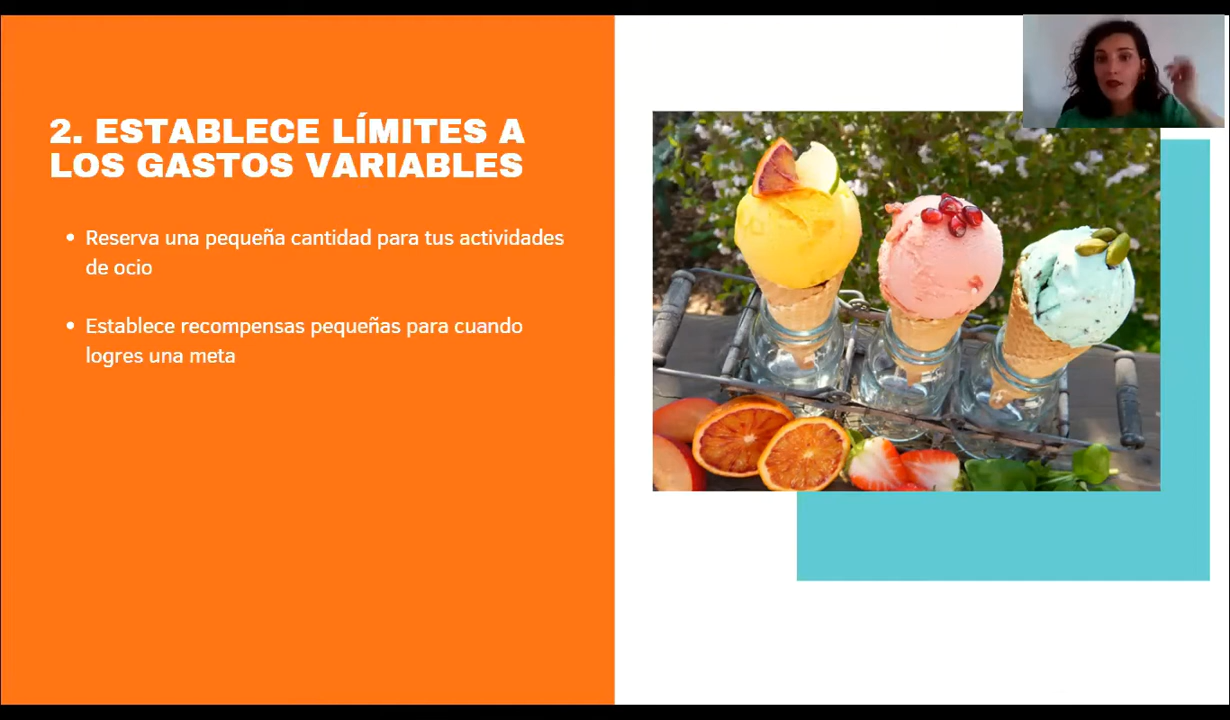 2. ESTABLECE LÍMITES A
LOS GASTOS VARIABLES
• Reserva una pequeña cantidad para tus actividades
de ocio
• Establece recompensas pequeñas para cuando
logres una meta